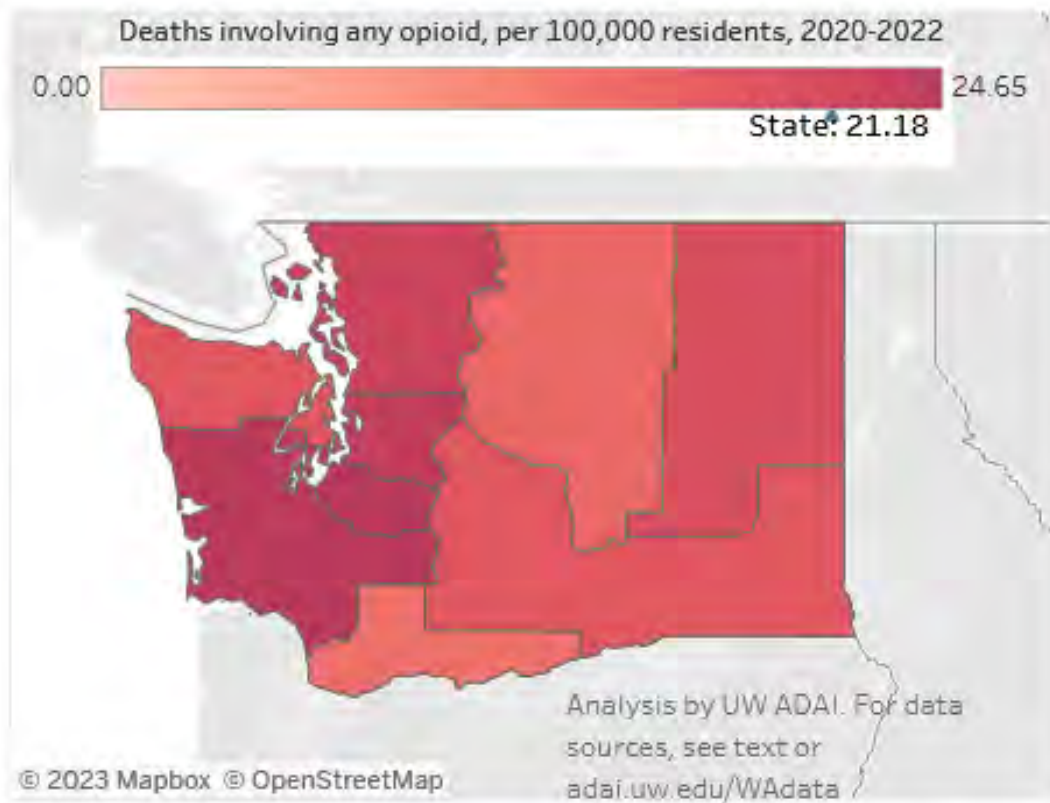 Deaths involving any opioid, per 100,000 residents, 2020-2022
0.00 24.65
State: 21.18
Analysis by UW ADAI. For data
sources, see text or
adai.uw.edu/WAdata
© 2023 Mapbox © OpenStreetMap